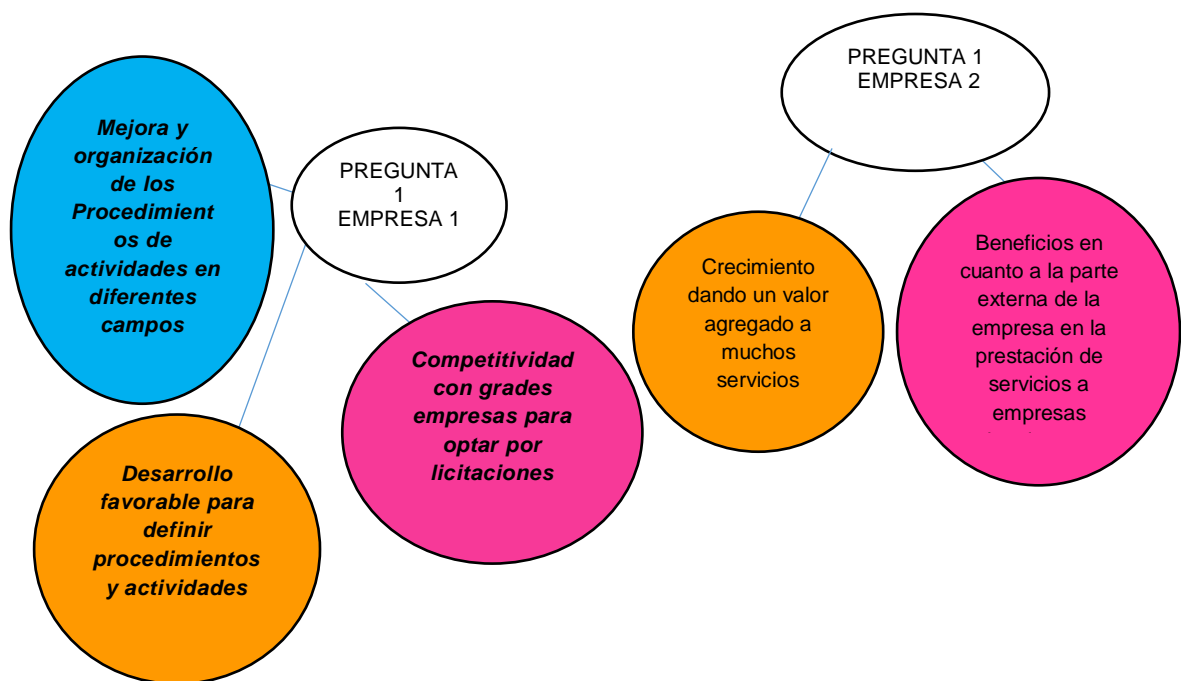 PREGUNTA 1
EMPRESA 2
Mejora y
organización
de los
Procedimient
os de
actividades en
diferentes
campos
PREGUNTA
1
EMPRESA 1
Crecimiento
dando un valor
agregado a
muchos
servicios
Beneficios en
cuanto a la parte
externa de la
empresa en la
prestación de
servicios a
empresas
Competitividad
con grades
empresas para
optar por
licitaciones
Desarrollo
favorable para
definir
procedimientos
y actividades